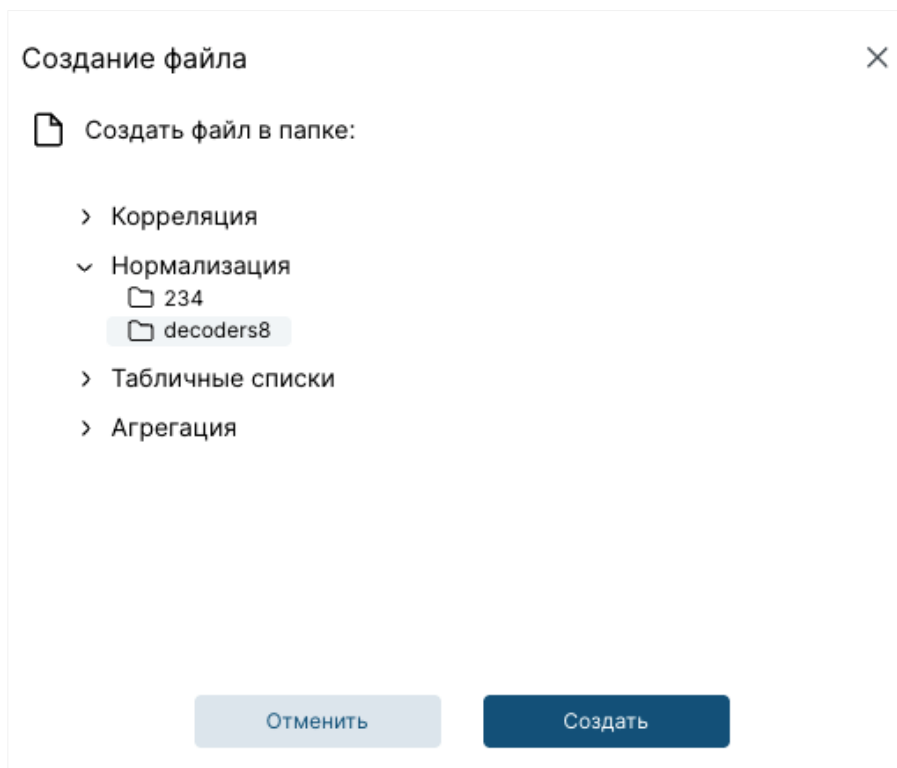 Создание файла
Создать файл в папке:
Корреляция
Нормализация
234
decoders8
Табличные списки
Агрегация
Отменить
Создать